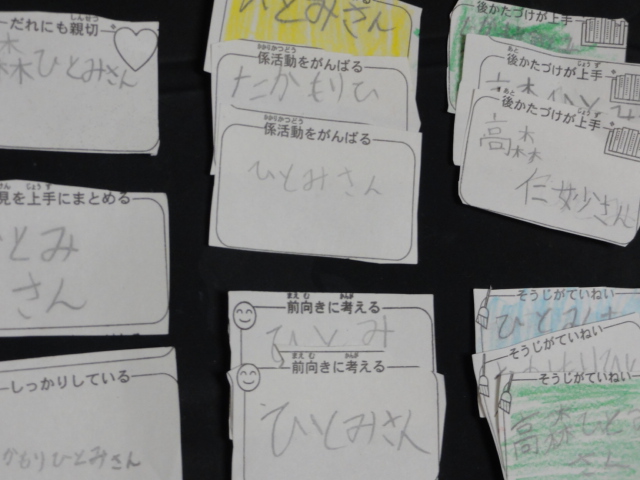 だれにも親切
森ひとみさん
見を上手にまとめる
ひとみ
さん
しっかりしている
かもりひとみさん
ひとみさん
係活動をがんばる
たかもりひ
係活動をがんばる
ひとみさん
前向きに考える
ひとみ
前向きに考える
ひとみさん
後かたづけが上手
後かたづけが上手
後かたづけが上手
高森
仁妙さん
そうじがていねい
ひとみさ
そうじがていねい
そうじがていねい
高森ひと
さん